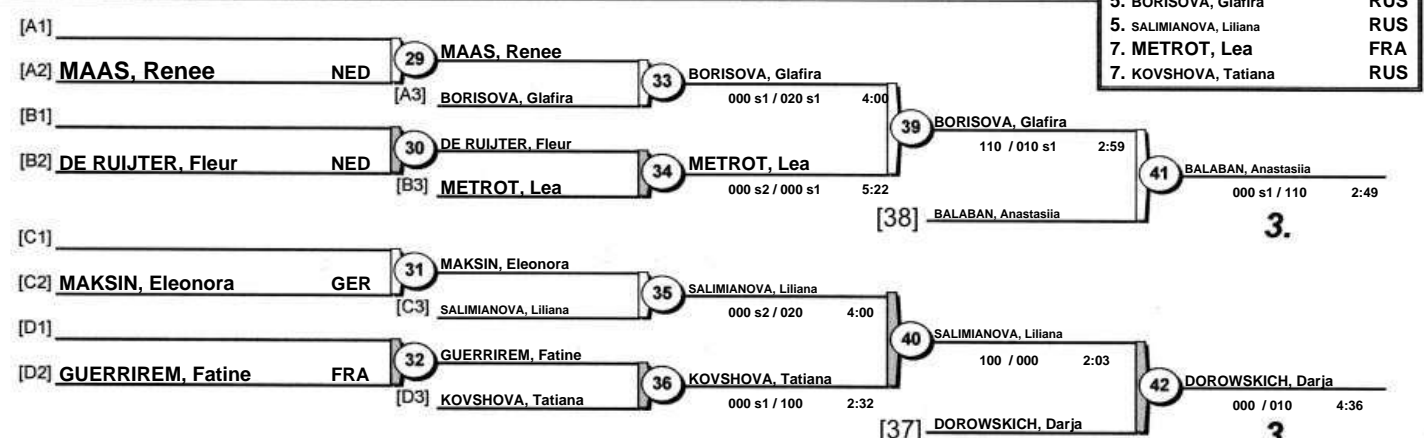 5. BORISOVA, Glafira RUS
5. SALIMIANOVA, Liliana RUS
7. METROT, Lea FRA
7. KOVSHOVA, Tatiana RUS
[A1]
[A2] MAAS, Renee NED
29 MAAS, Renee
[A3] BORISOVA, Glafira
33 BORISOVA, Glafira
000 s1 / 020 s1 4:00
[B1]
[B2] DE RUIJTER, Fleur NED
30 DE RUIJTER, Fleur
[B3] METROT, Lea
34 METROT, Lea
000 s2 / 000 s1 5:22
39 BORISOVA, Glafira
110 / 010 s1 2:59
[38] BALABAN, Anastasiia
41 BALABAN, Anastasiia
000 s1 / 110 2:49
3.
[C1]
[C2] MAKSIN, Eleonora GER
31 MAKSIN, Eleonora
[C3] SALIMIANOVA, Liliana
35 SALIMIANOVA, Liliana
000 s2 / 020 4:00
[D1]
[D2] GUERRIREM, Fatine FRA
32 GUERRIREM, Fatine
[D3] KOVSHOVA, Tatiana
36 KOVSHOVA, Tatiana
000 s1 / 100 2:32
40 SALIMIANOVA, Liliana
100 / 000 2:03
[37] DOROWSKICH, Darja
42 DOROWSKICH, Darja
000 / 010 4:36
3